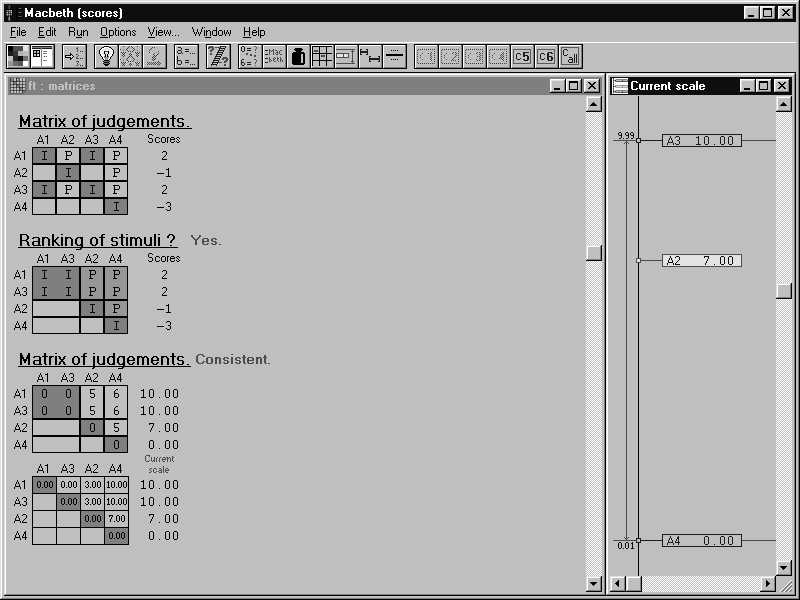 Macbeth (scores)
File Edit Run Options View... Window Help
C5 C6 Call
ft : matrices
Matrix of judgements.
A1 A2 A3 A4 Scores
A1 I P I P 2
A2 I P −1
A3 I P I P 2
A4 I −3
Ranking of stimuli ? Yes.
A1 A3 A2 A4 Scores
A1 I I P P 2
A3 I I P P 2
A2 I P −1
A4 I −3
Matrix of judgements. Consistent.
A1 A3 A2 A4
A1 0 0 5 6 10.00
A3 0 0 5 6 10.00
A2 0 5 7.00
A4 0 0.00
Current
scale
A1 A3 A2 A4
A1 0.00 0.00 3.00 10.00 10.00
A3 0.00 3.00 10.00 10.00
A2 0.00 7.00 7.00
A4 0.00 0.00
Current scale
9.99 A3 10.00
A2 7.00
0.01 A4 0.00